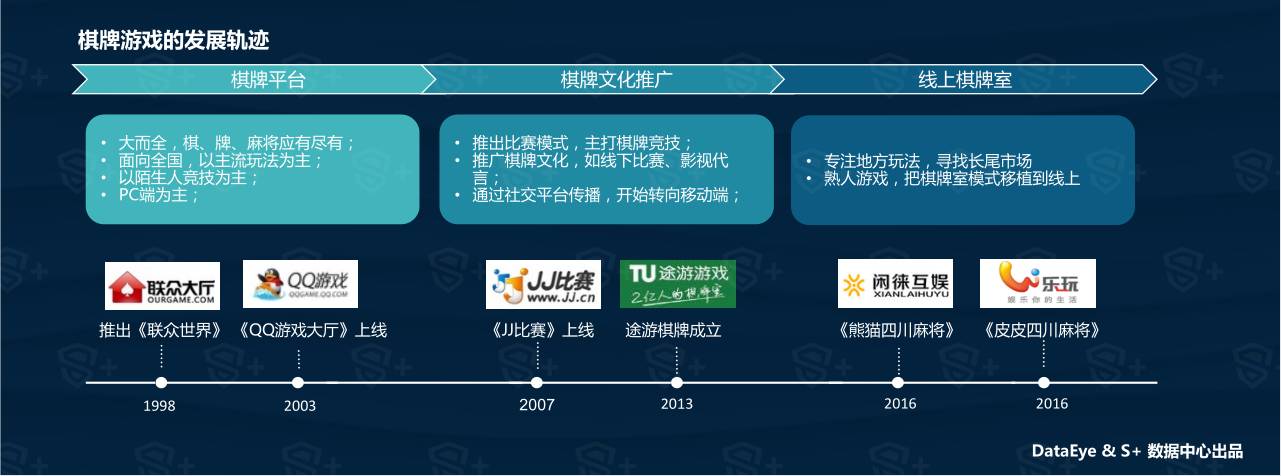 棋牌游戏的发展轨迹
棋牌平台
棋牌文化推广
线上棋牌室
• 大而全，棋、牌、麻将应有尽有；
• 面向全国，以主流玩法为主；
• 以陌生人竞技为主；
• PC端为主；
• 推出比赛模式，主打棋牌竞技；
• 推广棋牌文化，如线下比赛、影视代
言；
• 通过社交平台传播，开始转向移动端；
• 专注地方玩法，寻找长尾市场
• 熟人游戏，把棋牌室模式移植到线上
联众大厅
OURGAME.COM
QQ游戏
QQGAME.QQ.COM
JJ比赛
www.JJ.cn
TU途游游戏
2亿人的棋牌室
闲徕互娱
XIANLAIHUYU
乐玩
娱乐你的生活
推出《联众世界》
《QQ游戏大厅》上线
《JJ比赛》上线
途游棋牌成立
《熊猫四川麻将》
《皮皮四川麻将》
1998
2003
2007
2013
2016
2016
DataEye & S+ 数据中心出品